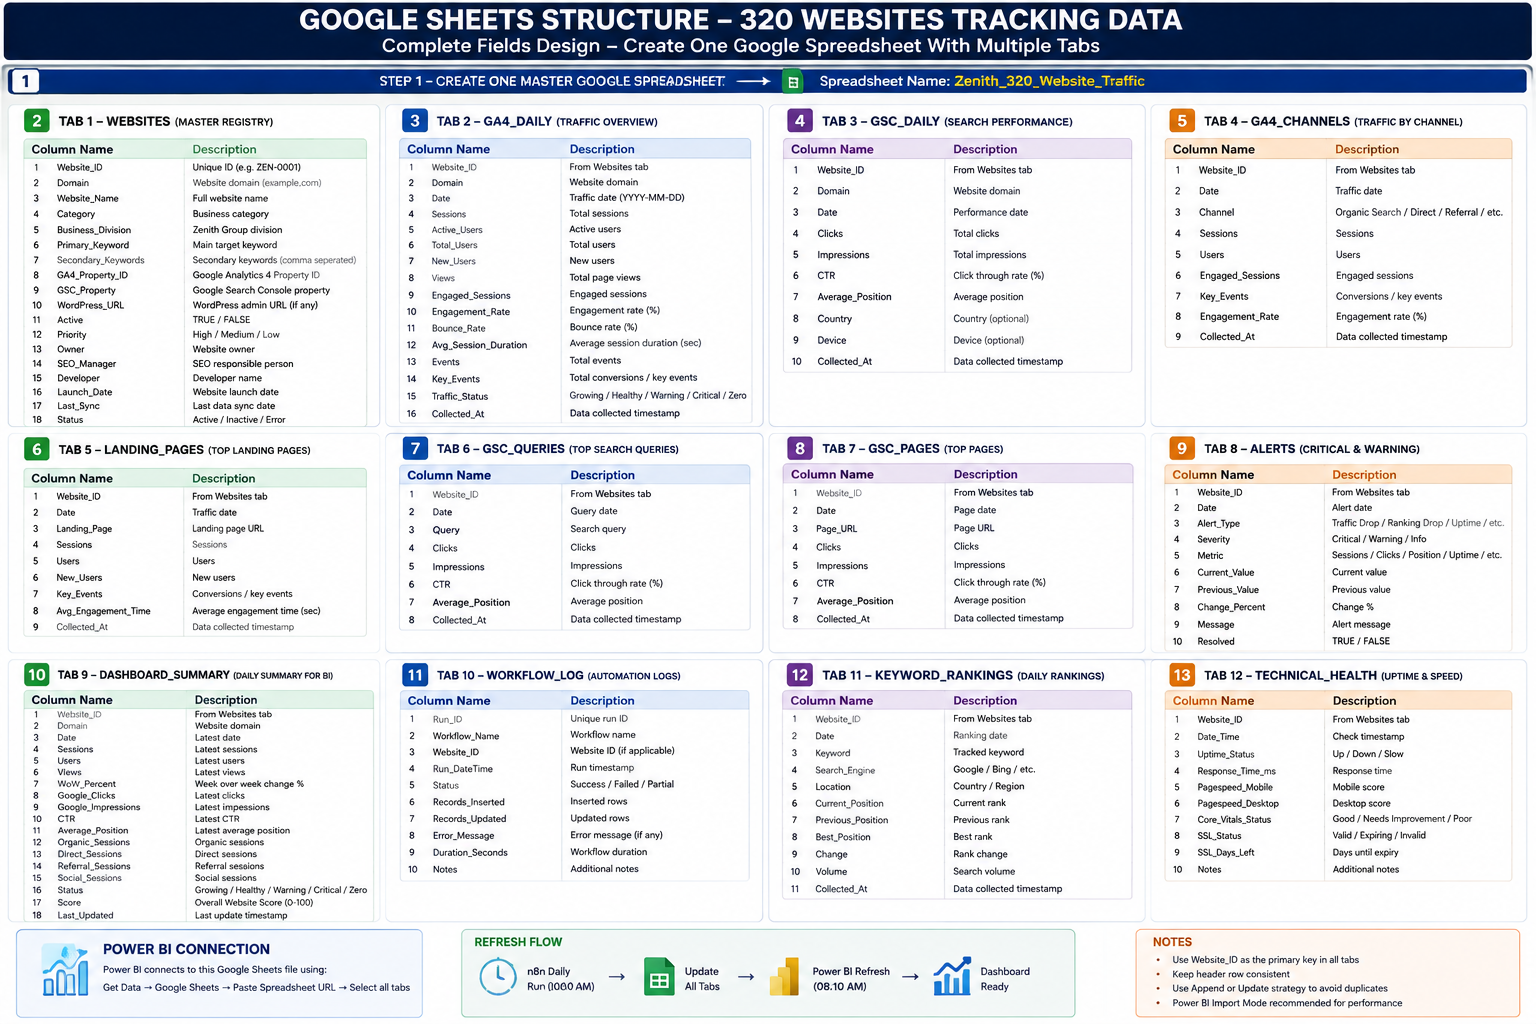 GOOGLE SHEETS STRUCTURE – 320 WEBSITES TRACKING DATA
Complete Fields Design – Create One Google Spreadsheet With Multiple Tabs
1 STEP 1 – CREATE ONE MASTER GOOGLE SPREADSHEET. → Spreadsheet Name: Zenith_320_Website_Traffic
2 TAB 1 – WEBSITES (MASTER REGISTRY)
Column Name Description
1 Website_ID Unique ID (e.g. ZEN-0001)
2 Domain Website domain (example,com)
3 Website_Name Full website name
4 Category Business category
5 Business_Division Zenith Group division
6 Primary_Keyword Main target keyword
7 Secondary_Keywords Secondary keywords (comma seperated)
8 GA4_Property_ID Google Analytics 4 Property ID
9 GSC_Property Google Search Console property
10 WordPress_URL WordPress admin URL (if any)
11 Active TRUE / FALSE
12 Priority High / Medium / Low
13 Owner Website owner
14 SEO_Manager SEO responsible person
15 Developer Developer name
16 Launch_Date Website launch date
17 Last_Sync Last data sync date
18 Status Active / Inactive / Error
3 TAB 2 – GA4_DAILY (TRAFFIC OVERVIEW)
Column Name Description
1 Website_ID From Websites tab
2 Domain Website domain
3 Date Traffic date (YYYY-MM-DD)
4 Sessions Total sessions
5 Active_Users Active users
6 Total_Users Total users
7 New_Users New users
8 Views Total page views
9 Engaged_Sessions Engaged sessions
10 Engagement_Rate Engagement rate (%)
11 Bounce_Rate Bounce rate (%)
12 Avg_Session_Duration Average session duration (sec)
13 Events Total events
14 Key_Events Total conversions / key events
15 Traffic_Status Growing / Healthy / Warning / Critical / Zero
16 Collected_At Data collected timestamp
4 TAB 3 – GSC_DAILY (SEARCH PERFORMANCE)
Column Name Description
1 Website_ID From Websites tab
2 Domain Website domain
3 Date Performance date
4 Clicks Total clicks
5 Impressions Total impressions
6 CTR Click through rate (%)
7 Average_Position Average position
8 Country Country (optional)
9 Device Device (optional)
10 Collected_At Data collected timestamp
5 TAB 4 – GA4_CHANNELS (TRAFFIC BY CHANNEL)
Column Name Description
1 Website_ID From Websites tab
2 Date Traffic date
3 Channel Organic Search / Direct / Referral / etc.
4 Sessions Sessions
5 Users Users
6 Engaged_Sessions Engaged sessions
7 Key_Events Conversions / key events
8 Engagement_Rate Engagement rate (%)
9 Collected_At Data collected timestamp
6 TAB 5 – LANDING_PAGES (TOP LANDING PAGES)
Column Name Description
1 Website_ID From Websites tab
2 Date Traffic date
3 Landing_Page Landing page URL
4 Sessions Sessions
5 Users Users
6 New_Users New users
7 Key_Events Conversions / key events
8 Avg_Engagement_Time Average engagement time (sec)
9 Collected_At Data collected timestamp
7 TAB 6 – GSC_QUERIES (TOP SEARCH QUERIES)
Column Name Description
1 Website_ID From Websites tab
2 Date Query date
3 Query Search query
4 Clicks Clicks
5 Impressions Impressions
6 CTR Click through rate (%)
7 Average_Position Average position
8 Collected_At Data collected timestamp
8 TAB 7 – GSC_PAGES (TOP PAGES)
Column Name Description
1 Website_ID From Websites tab
2 Date Page date
3 Page_URL Page URL
4 Clicks Clicks
5 Impressions Impressions
6 CTR Click through rate (%)
7 Average_Position Average position
8 Collected_At Data collected timestamp
9 TAB 8 – ALERTS (CRITICAL & WARNING)
Column Name Description
1 Website_ID From Websites tab
2 Date Alert date
3 Alert_Type Traffic Drop / Ranking Drop / Uptime / etc.
4 Severity Critical / Warning / Info
5 Metric Sessions / Clicks / Position / Uptime / etc.
6 Current_Value Current value
7 Previous_Value Previous value
8 Change_Percent Change %
9 Message Alert message
10 Resolved TRUE / FALSE
10 TAB 9 – DASHBOARD_SUMMARY (DAILY SUMMARY FOR BI)
Column Name Description
1 Website_ID From Websites tab
2 Domain Website domain
3 Date Latest date
4 Sessions Latest sessions
5 Users Latest users
6 Views Latest views
7 WoW_Percent Week over week change %
8 Google_Clicks Latest clicks
9 Google_Impressions Latest impessions
10 CTR Latest CTR
11 Average_Position Latest average position
12 Organic_Sessions Organic sessions
13 Direct_Sessions Direct sessions
14 Referral_Sessions Referral sessions
15 Social_Sessions Social sessions
16 Status Growing / Healthy / Warning / Critical / Zero
17 Score Overall Website Score (0-100)
18 Last_Updated Last update timestamp
11 TAB 10 – WORKFLOW_LOG (AUTOMATION LOGS)
Column Name Description
1 Run_ID Unique run ID
2 Workflow_Name Workflow name
3 Website_ID Website ID (if applicable)
4 Run_DateTime Run timestamp
5 Status Success / Failed / Partial
6 Records_Inserted Inserted rows
7 Records_Updated Updated rows
8 Error_Message Error message (if any)
9 Duration_Seconds Workflow duration
10 Notes Additional notes
12 TAB 11 – KEYWORD_RANKINGS (DAILY RANKINGS)
Column Name Description
1 Website_ID From Websites tab
2 Date Ranking date
3 Keyword Tracked keyword
4 Search_Engine Google / Bing / etc.
5 Location Country / Region
6 Current_Position Current rank
7 Previous_Position Previous rank
8 Best_Position Best rank
9 Change Rank change
10 Volume Search volume
11 Collected_At Data collected timestamp
13 TAB 12 – TECHNICAL_HEALTH (UPTIME & SPEED)
Column Name Description
1 Website_ID From Websites tab
2 Date_Time Check timestamp
3 Uptime_Status Up / Down / Slow
4 Response_Time_ms Response time
5 Pagespeed_Mobile Mobile score
6 Pagespeed_Desktop Desktop score
7 Core_Vitals_Status Good / Needs Improvement / Poor
8 SSL_Status Valid / Expiring / Invalid
9 SSL_Days_Left Days until expiry
10 Notes Additional notes
POWER BI CONNECTION
Power BI connects to this Google Sheets file using:
Get Data → Google Sheets → Paste Spreadsheet URL → Select all tabs
REFRESH FLOW
n8n Daily
Run (1000 AM)
→
Update
All Tabs
→
Power BI Refresh
(08.10 AM)
→
Dashboard
Ready
NOTES
• Use Website_ID as the primary key in all tabs
• Keep header row consistent
• Use Append or Update strategy to avoid duplicates
• Power BI Import Mode recommended for performance